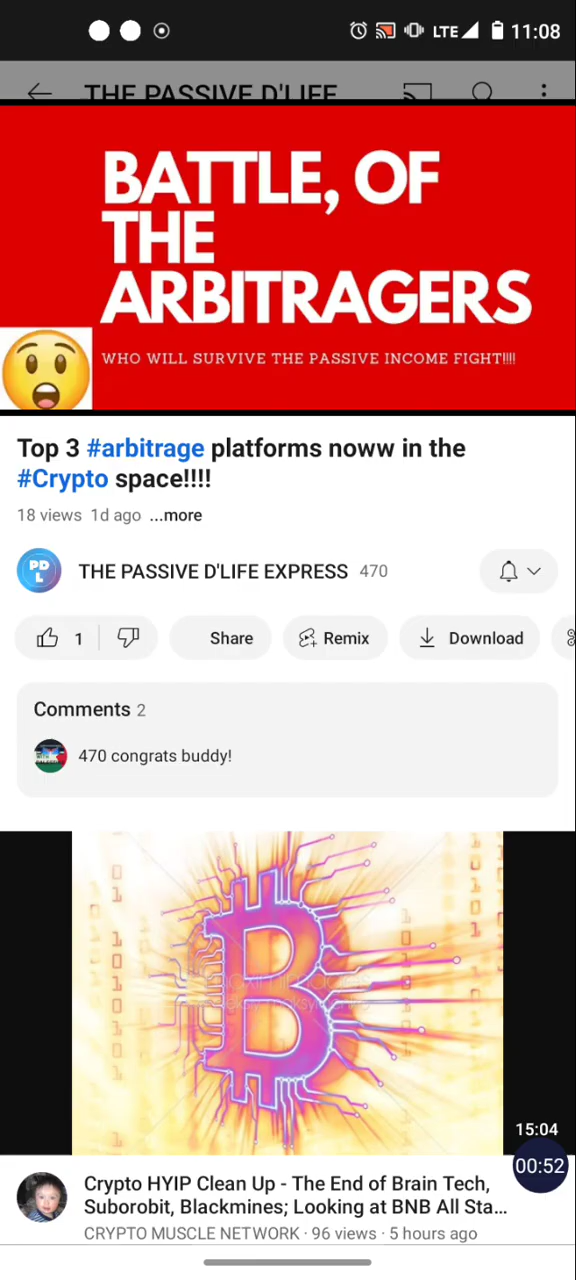 LTE 11:08
THE PASSIVE D'LIFE
BATTLE, OF
THE
ARBITRAGERS
WHO WILL SURVIVE THE PASSIVE INCOME FIGHT!!!!
Top 3 #arbitrage platforms noww in the
#Crypto space!!!!
18 views 1d ago ...more
PD
L
THE PASSIVE D'LIFE EXPRESS 470
1 Share Remix Download
Comments 2
470 congrats buddy!
15:04
00:52
Crypto HYIP Clean Up - The End of Brain Tech,
Suborobit, Blackmines; Looking at BNB All Sta...
CRYPTO MUSCLE NETWORK · 96 views · 5 hours ago